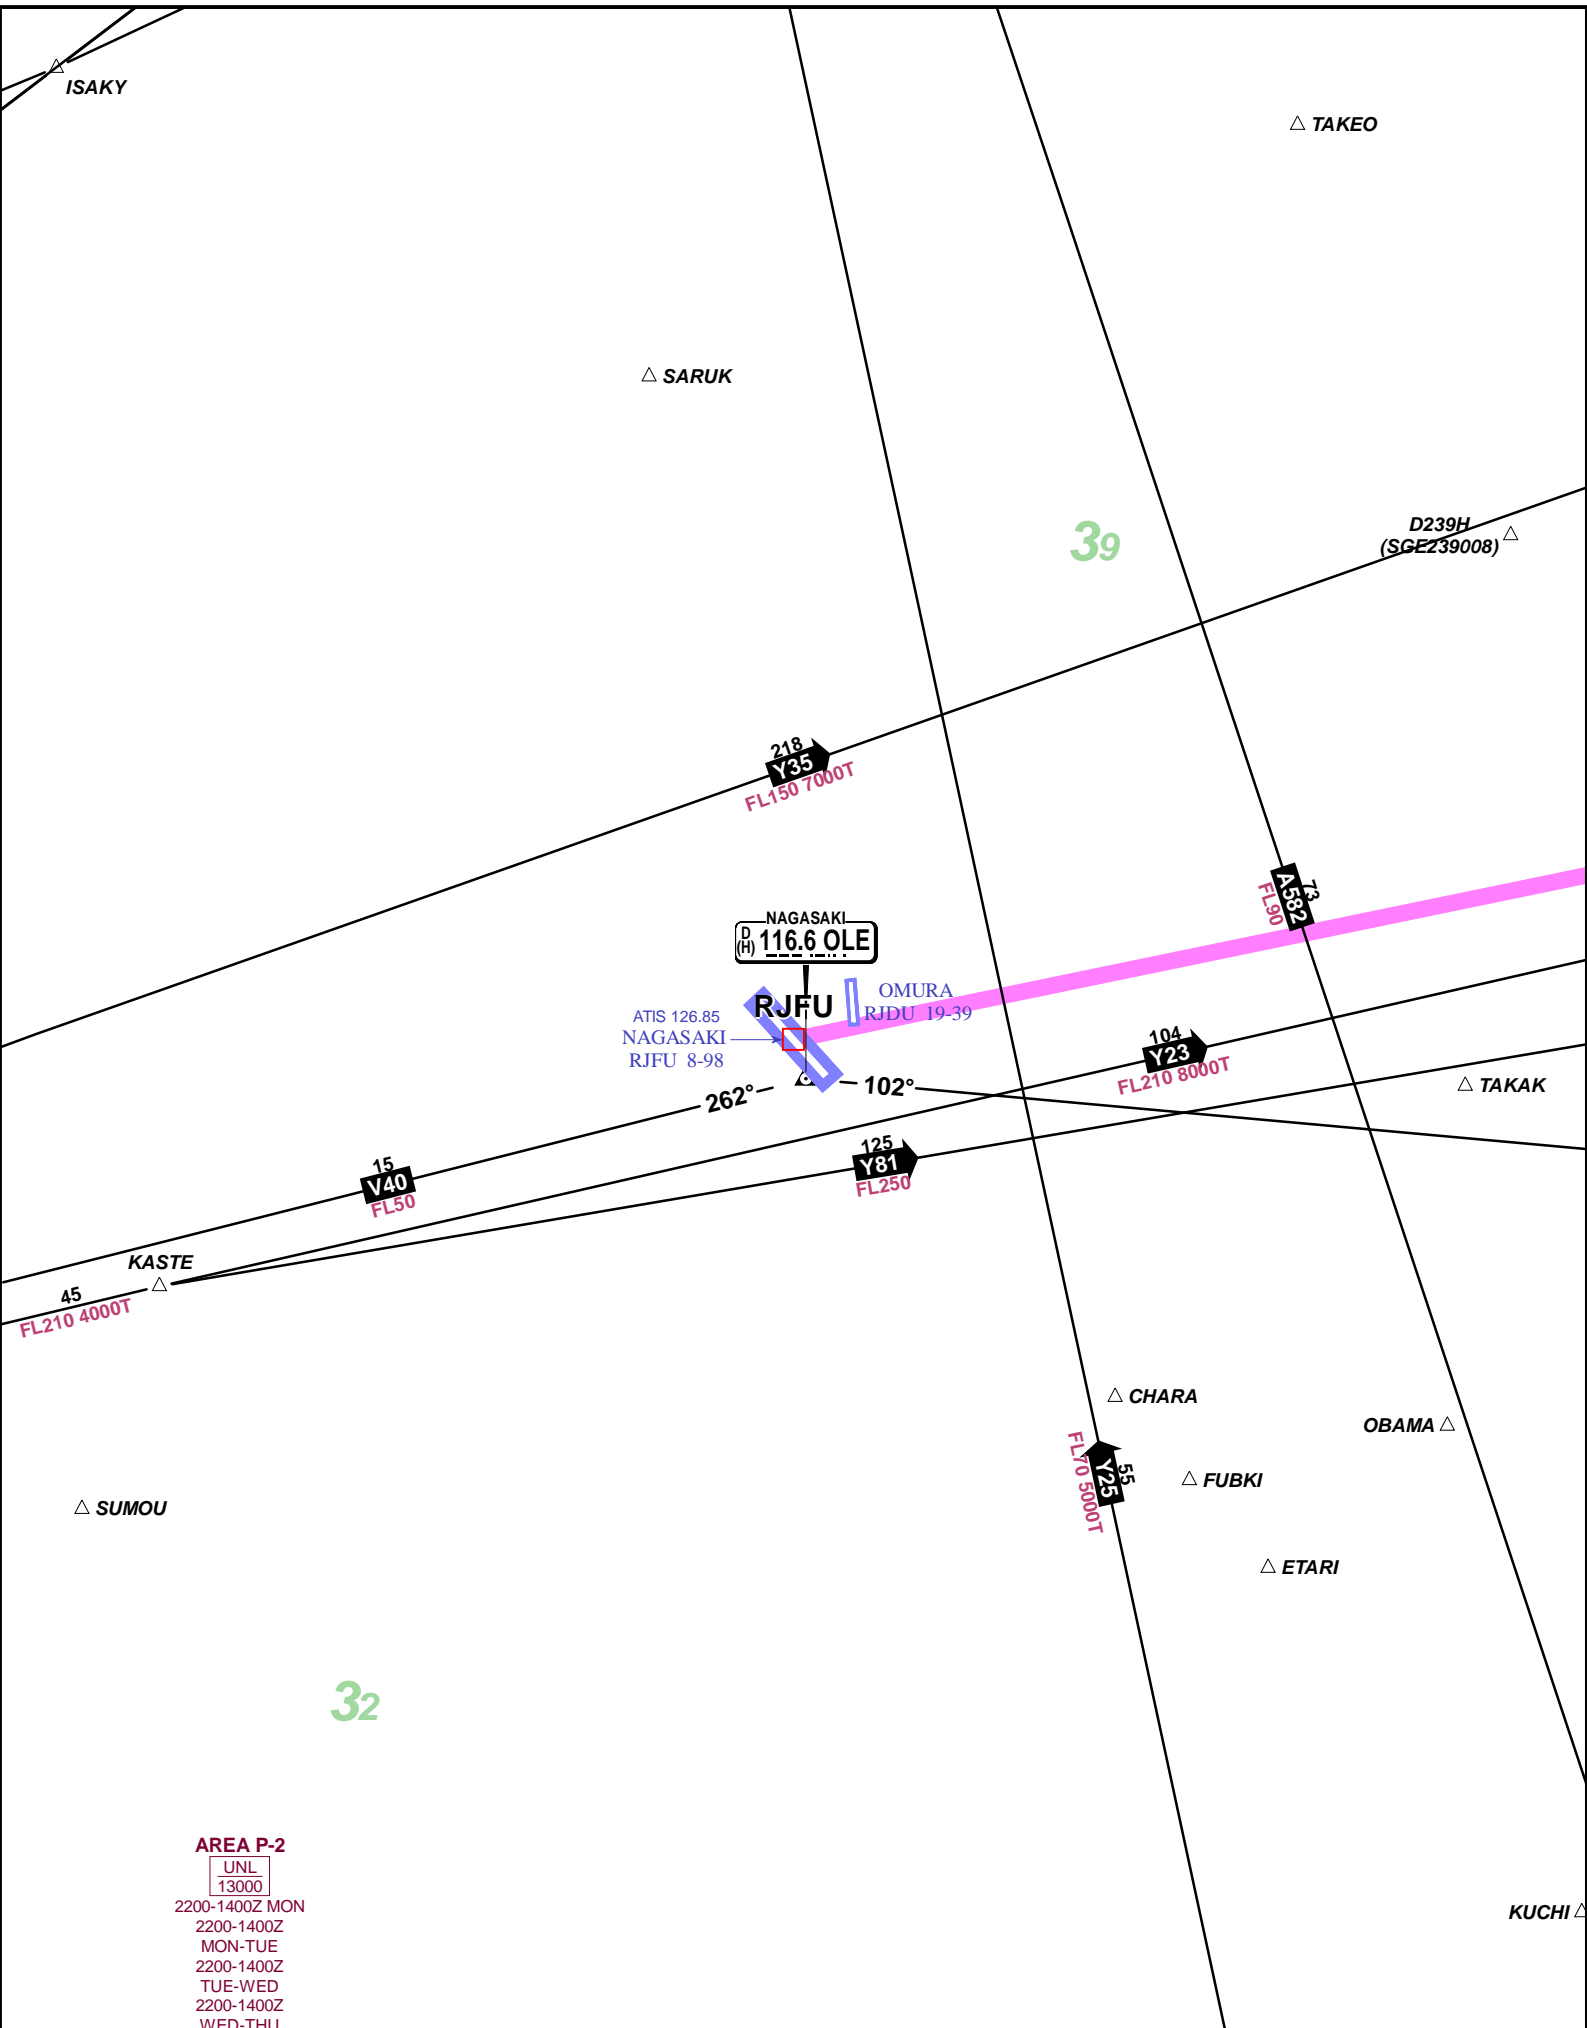 ISAKY
TAKEO
SARUK
39
D239H
(SGE239008)
218
Y35
FL150 7000T
73
A582
FL90
NAGASAKI
D
(H) 116.6 OLE
RJFU
OMURA
RJDU 19-39
ATIS 126.85
NAGASAKI
RJFU 8-98
104
Y23
FL210 8000T
262°
102°
TAKAK
125
Y81
FL250
15
V40
FL50
KASTE
45
FL210 4000T
CHARA
OBAMA
55
Y25
FL70 5000T
FUBKI
SUMOU
ETARI
32
AREA P-2
UNL
13000
2200-1400Z MON
2200-1400Z
MON-TUE
2200-1400Z
TUE-WED
2200-1400Z
WED-THU
KUCHI